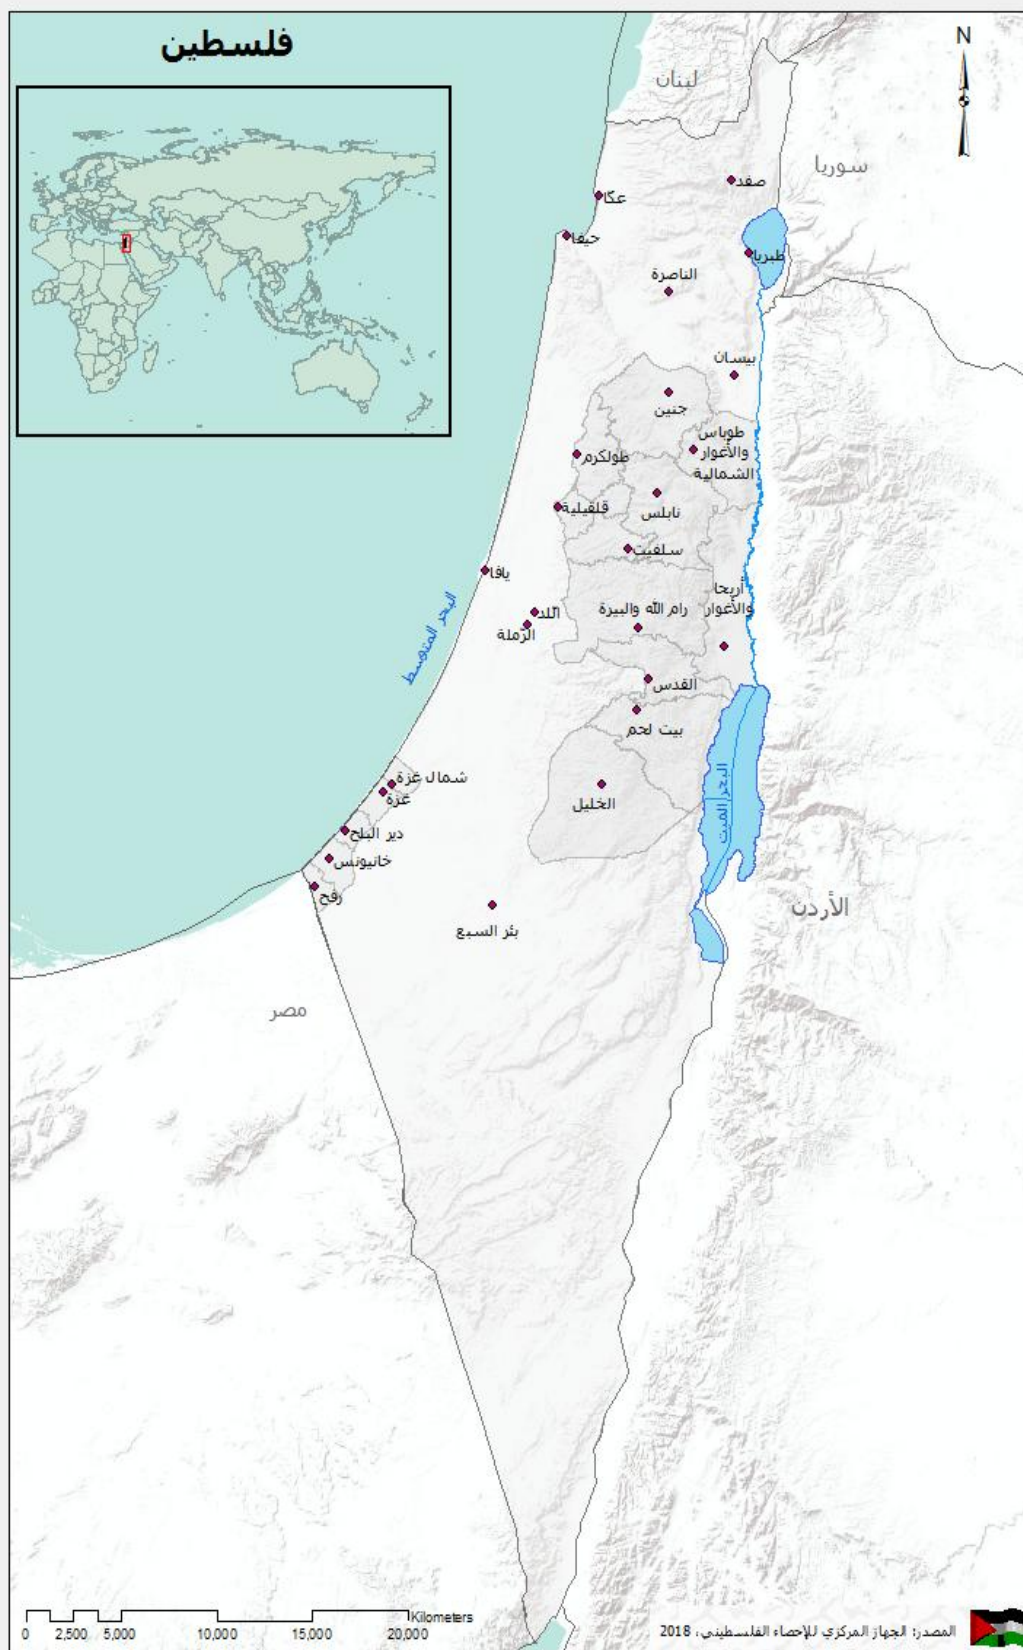 فلسطين
N
لبنان
سوريا
صفد
عكّا
حيفا
طبريا
الناصرة
بيسان
جنين
طوباس
والأغوار
الشمالية
طولكرم
نابلس
قلقيلية
سلفيت
يافا
أريحا
والأغوار
رام الله والبيرة
اللد
الرّملة
البحر المتوسط
القدس
بيت لحم
البحر الميت
شمال غزة
غزة
الخليل
دير البلح
خانيونس
رفح
الأردن
بئر السبع
مصر
Kilometers
0 2,500 5,000 10,000 15,000 20,000
المصدر: الجهاز المركزي للإحصاء الفلسطيني، 2018